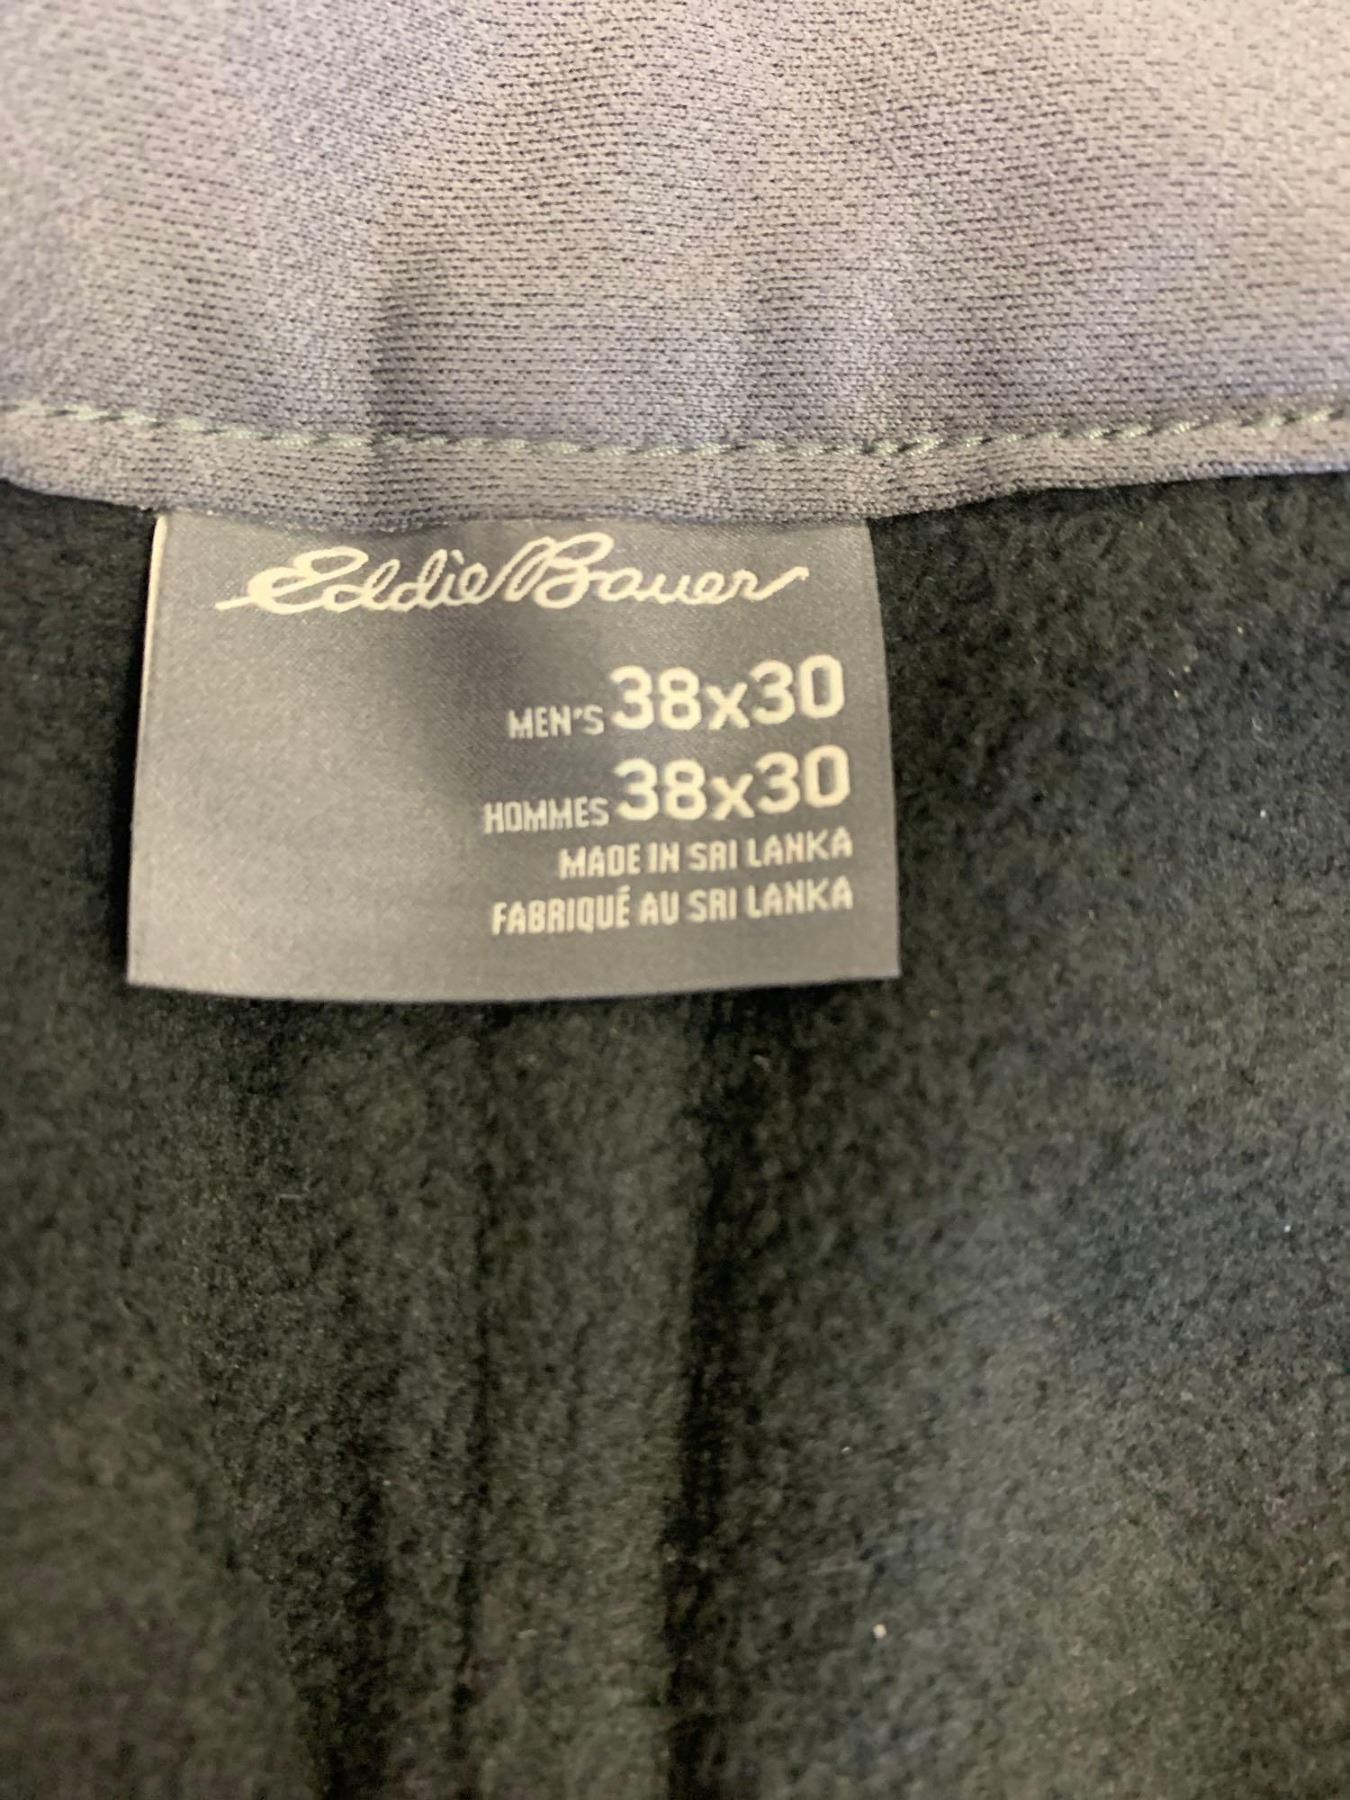 Eddie Bauer
MEN'S 38x30
HOMMES 38x30
MADE IN SRI LANKA
FABRIQUÉ AU SRI LANKA